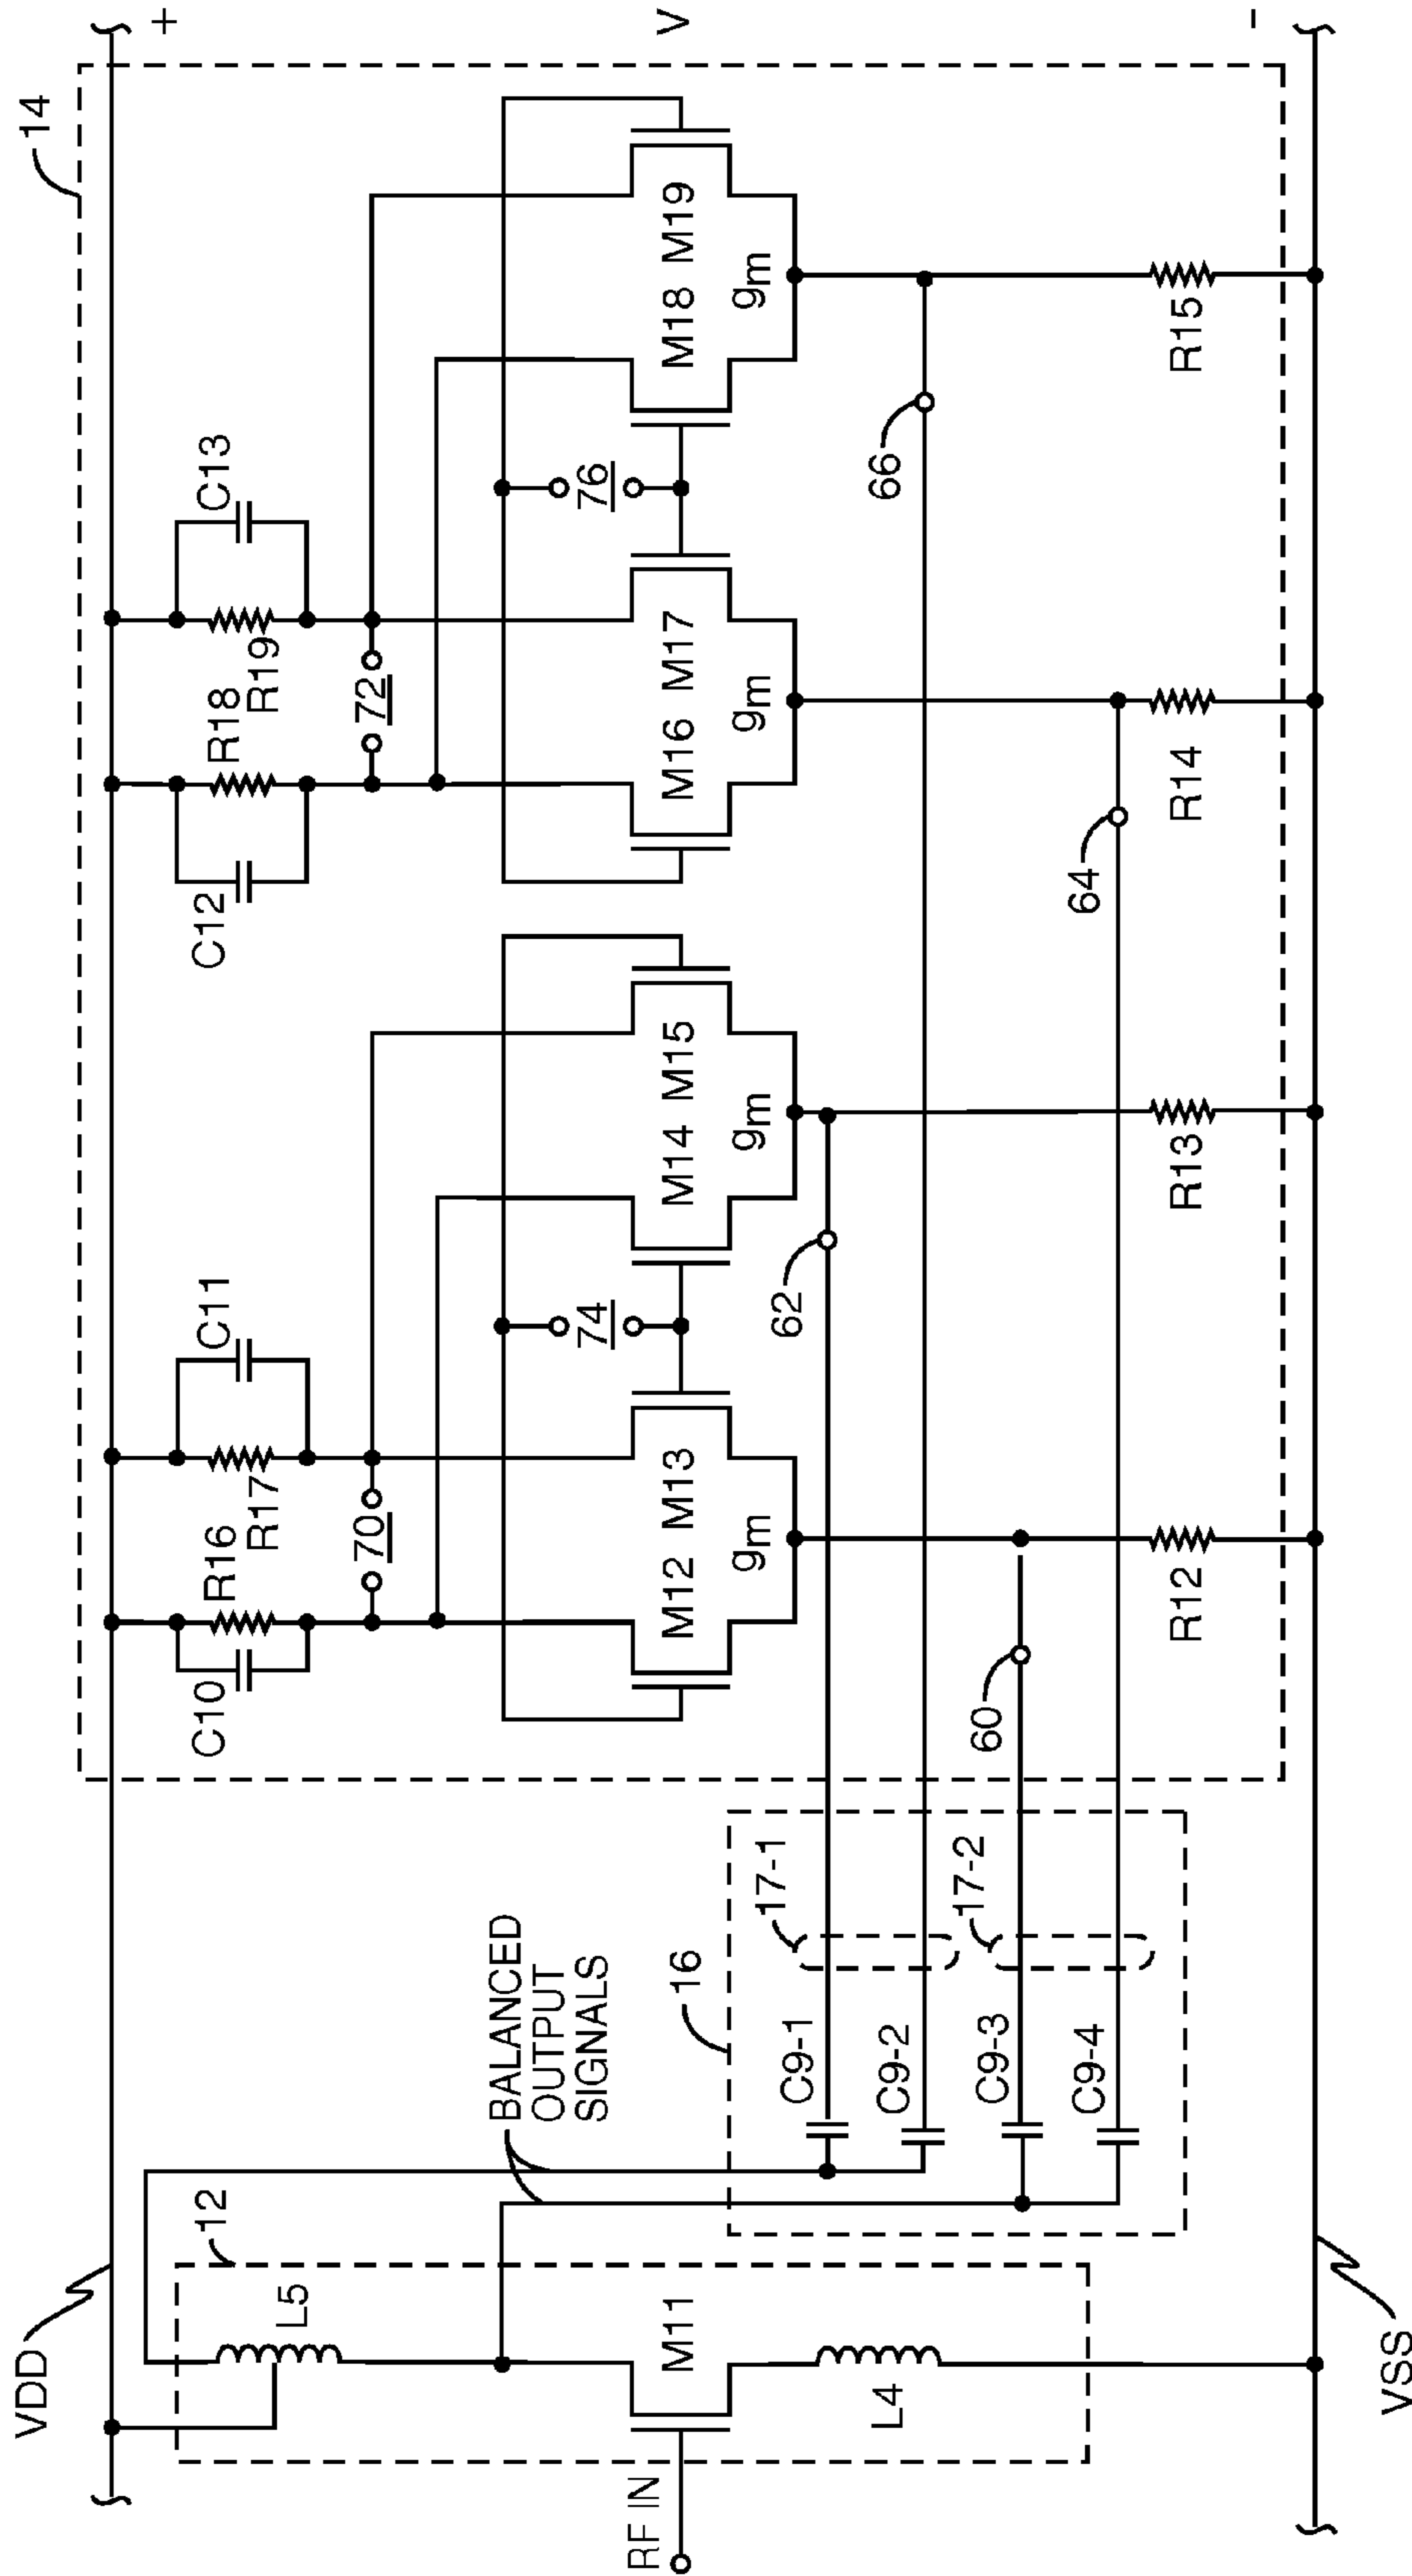 14
VDD
+
V
-
VSS
12
L5
M11
L4
RF IN
BALANCED
OUTPUT
SIGNALS
16
C9-1
C9-2
C9-3
C9-4
17-1
17-2
C10
R16
R17
C11
70
M12 M13
gm
74
M14 M15
gm
60
62
R12
R13
C12
R18
R19
C13
72
M16 M17
gm
76
M18 M19
gm
64
66
R14
R15